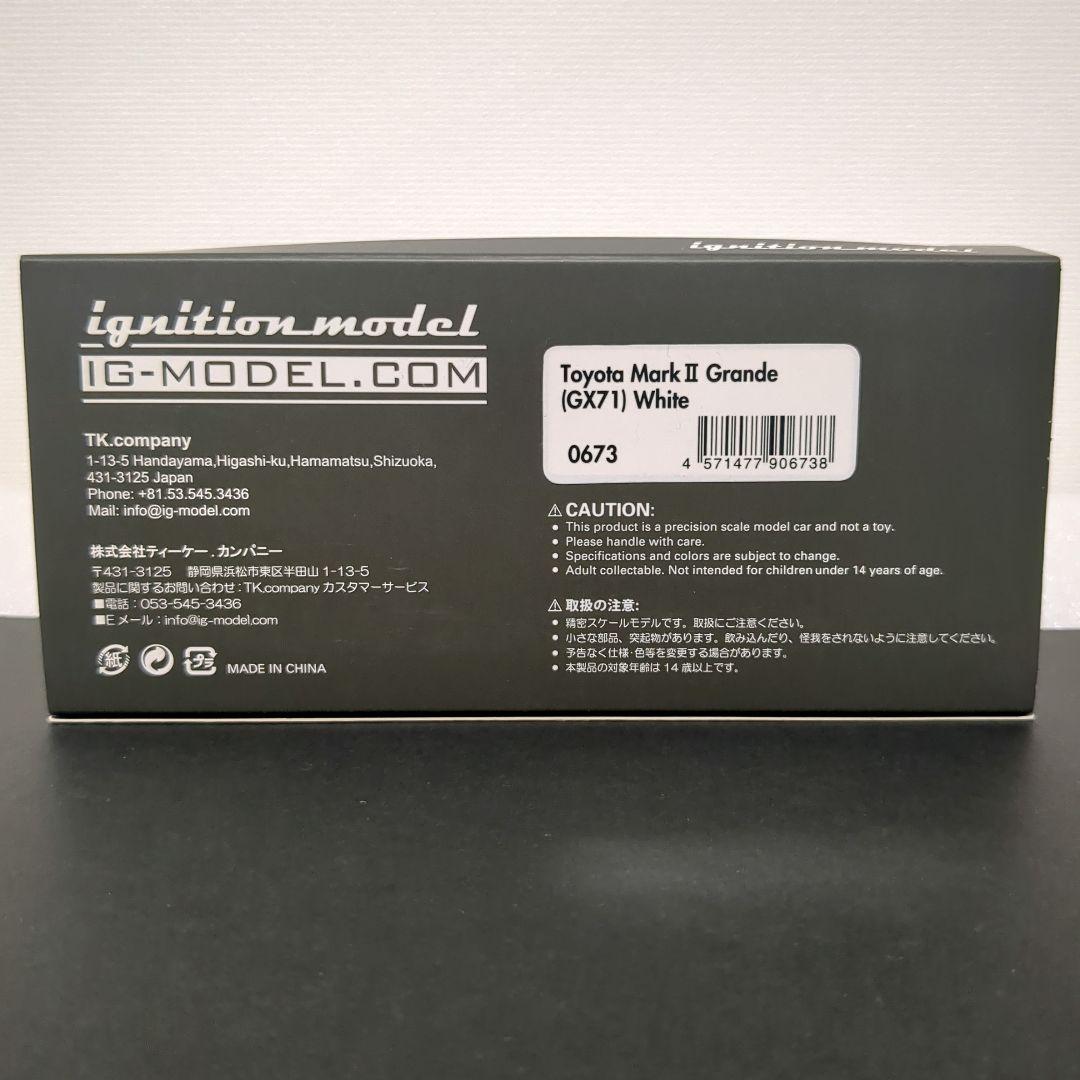 ignition model
ignition model
IG-MODEL.COM
TK.company
1-13-5 Handayama,Higashi-ku,Hamamatsu,Shizuoka,
431-3125 Japan
Phone: +81.53.545.3436
Mail: info@ig-model.com
株式会社ティーケー.カンパニー
〒431-3125 静岡県浜松市東区半田山1-13-5
製品に関するお問い合わせ:TK.company カスタマーサービス
■電話:053-545-3436
■Eメール:info@ig-model.com
紙
プラ
MADE IN CHINA
Toyota Mark Ⅱ Grande
(GX71) White
0673
4 571477 906738
⚠ CAUTION:
● This product is a precision scale model car and not a toy.
● Please handle with care.
● Specifications and colors are subject to change.
● Adult collectable. Not intended for children under 14 years of age.
⚠ 取扱の注意:
● 精密スケールモデルです。取扱にご注意ください。
● 小さな部品、突起物があります。飲み込んだり、怪我をされないように注意してください。
● 予告なく仕様・色等を変更する場合があります。
● 本製品の対象年齢は14歳以上です。